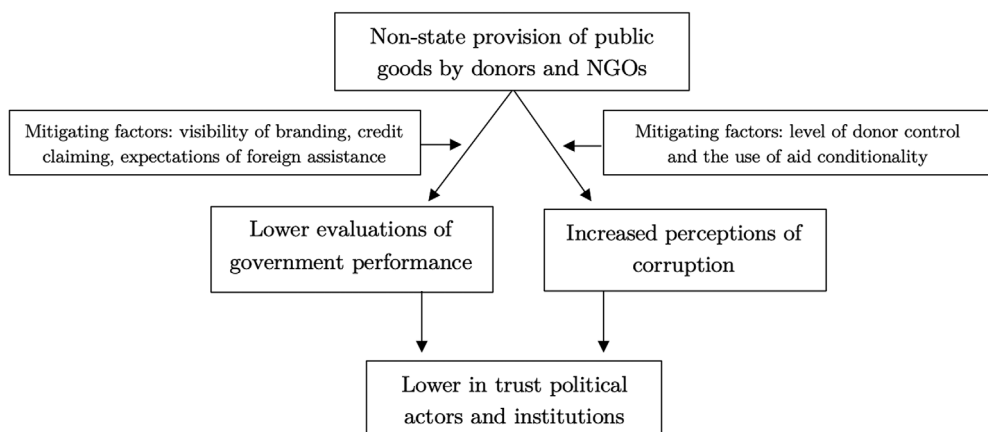 Non-state provision of public
goods by donors and NGOs
Mitigating factors: visibility of branding, credit
claiming, expectations of foreign assistance
Mitigating factors: level of donor control
and the use of aid conditionality
Lower evaluations of
government performance
Increased perceptions of
corruption
Lower in trust political
actors and institutions